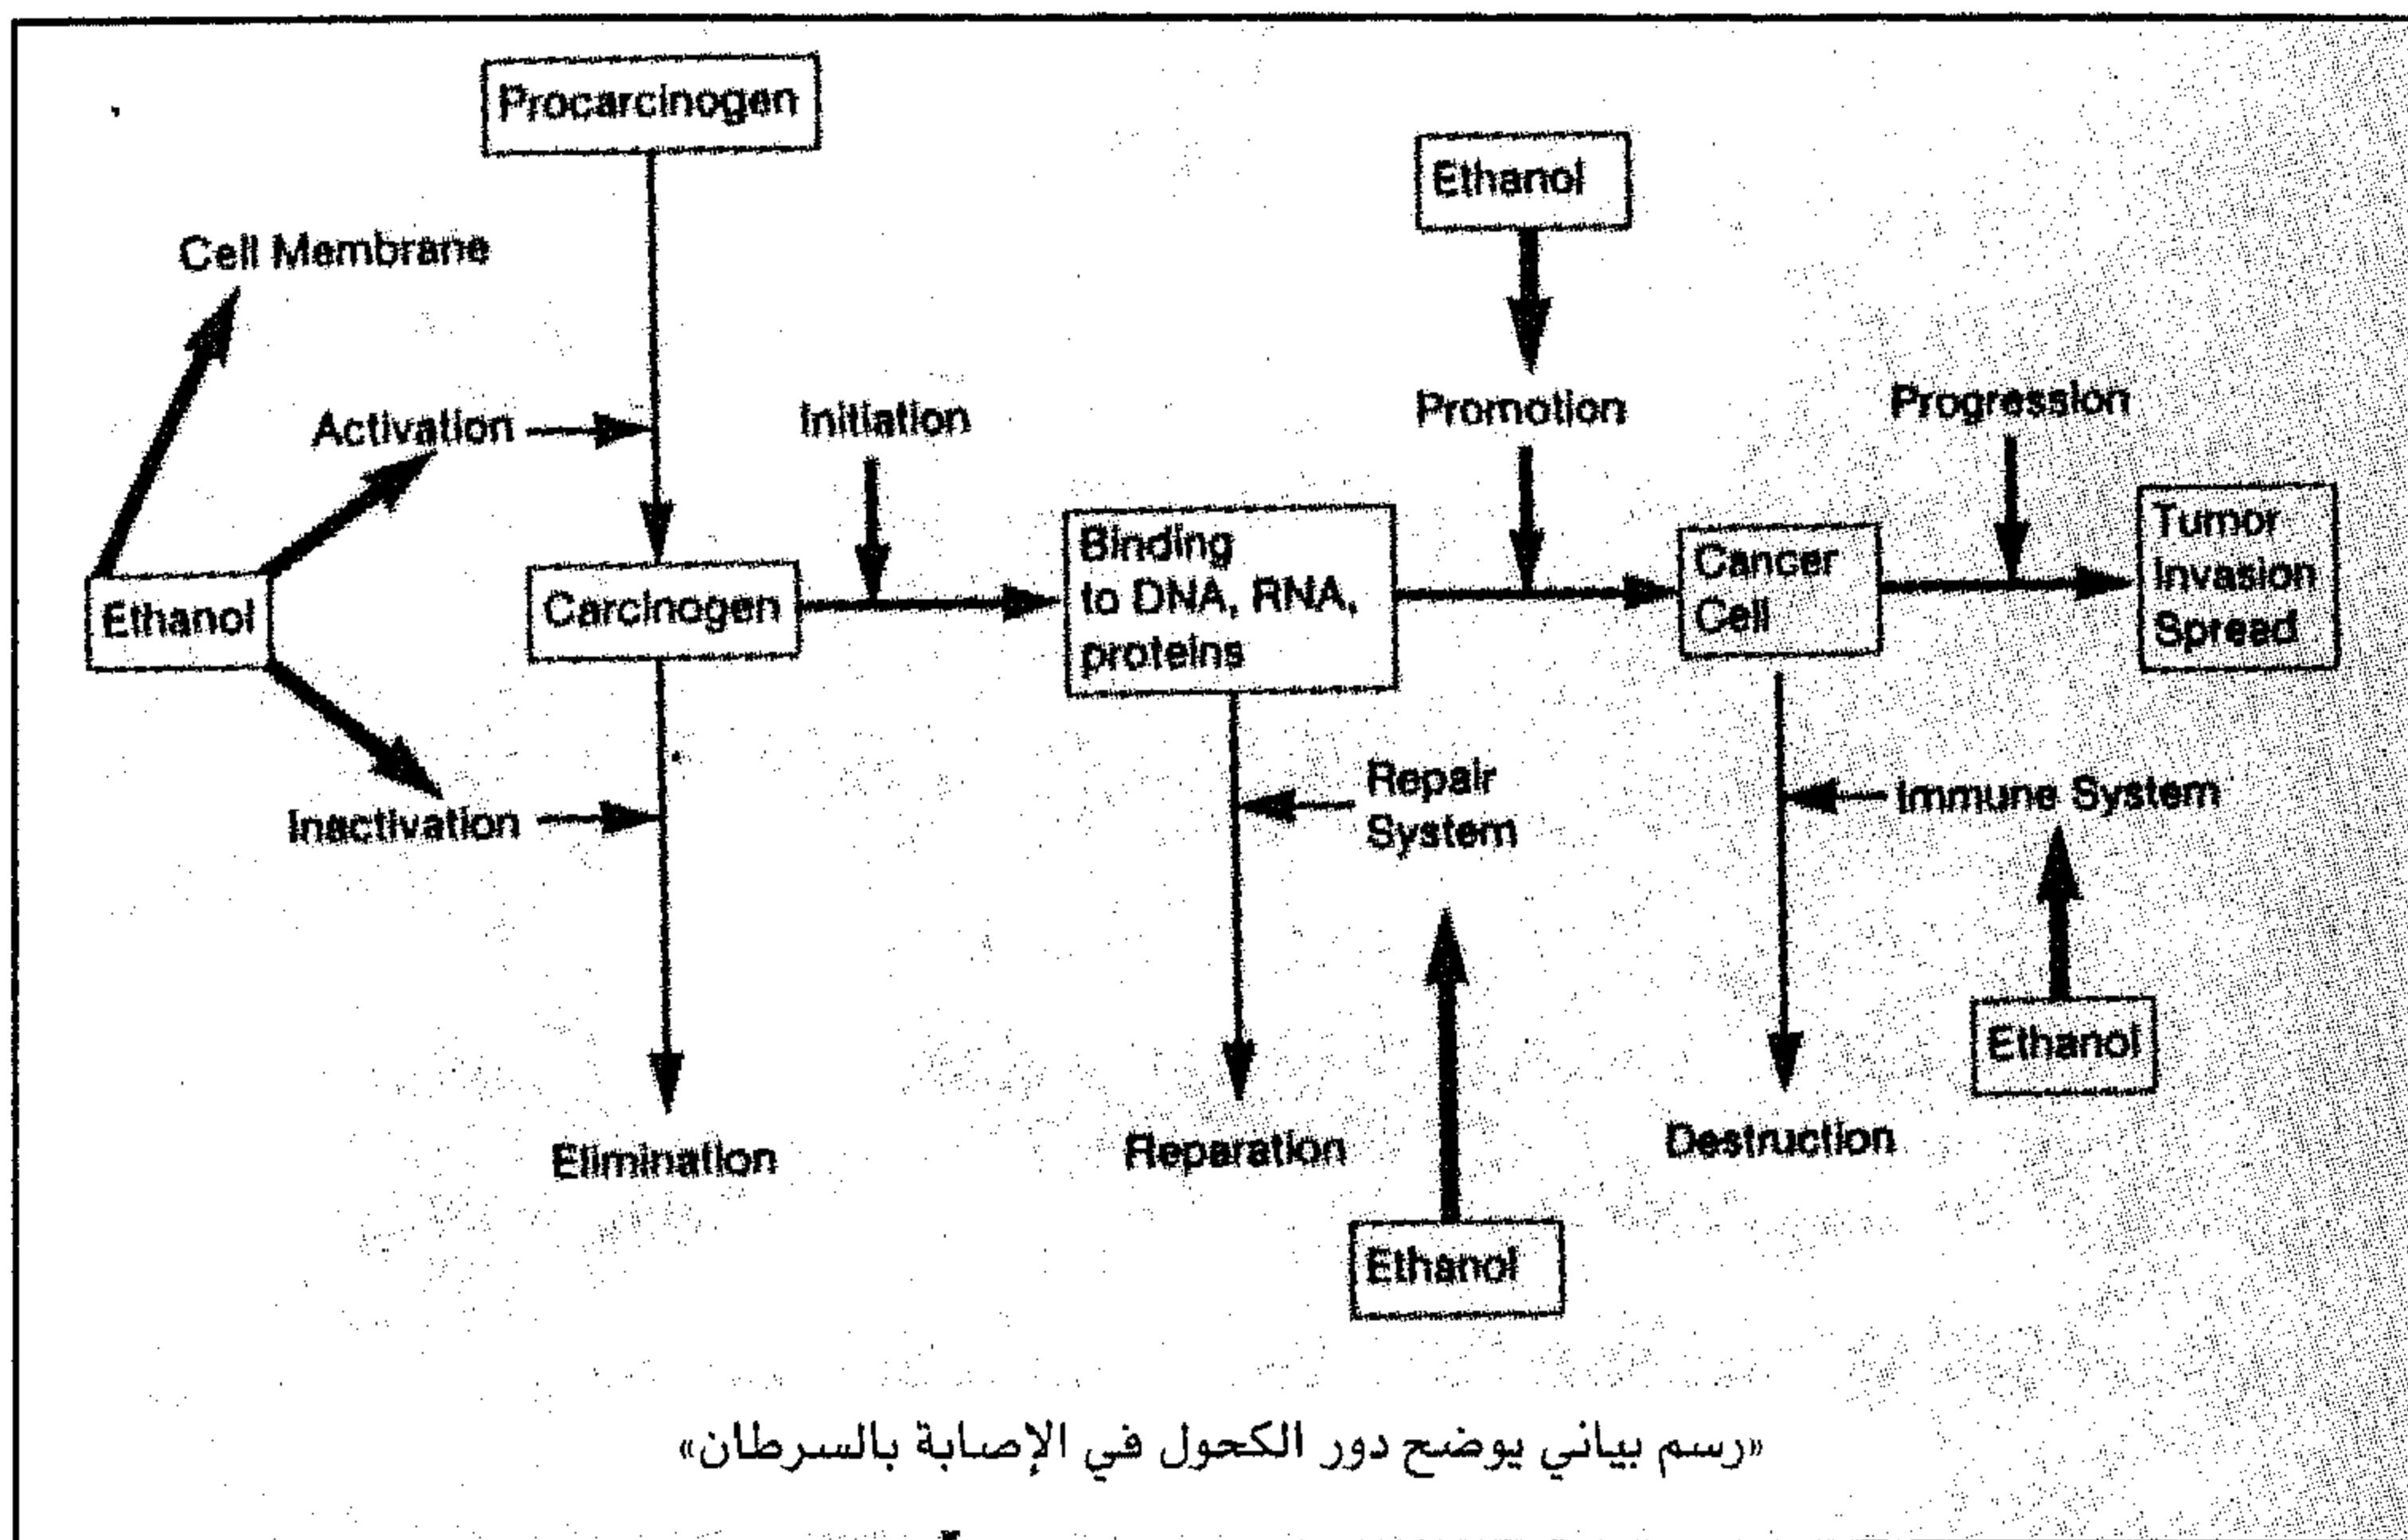 Procarcinogen
Ethanol
Cell Membrane
Activation
Initiation
Promotion
Progression
Ethanol
Carcinogen
Binding
to DNA, RNA,
proteins
Cancer
Cell
Tumor
Invasion
Spread
Inactivation
Repair
System
Immune System
Ethanol
Elimination
Reparation
Destruction
Ethanol
«رسم بياني يوضح دور الكحول في الإصابة بالسرطان»